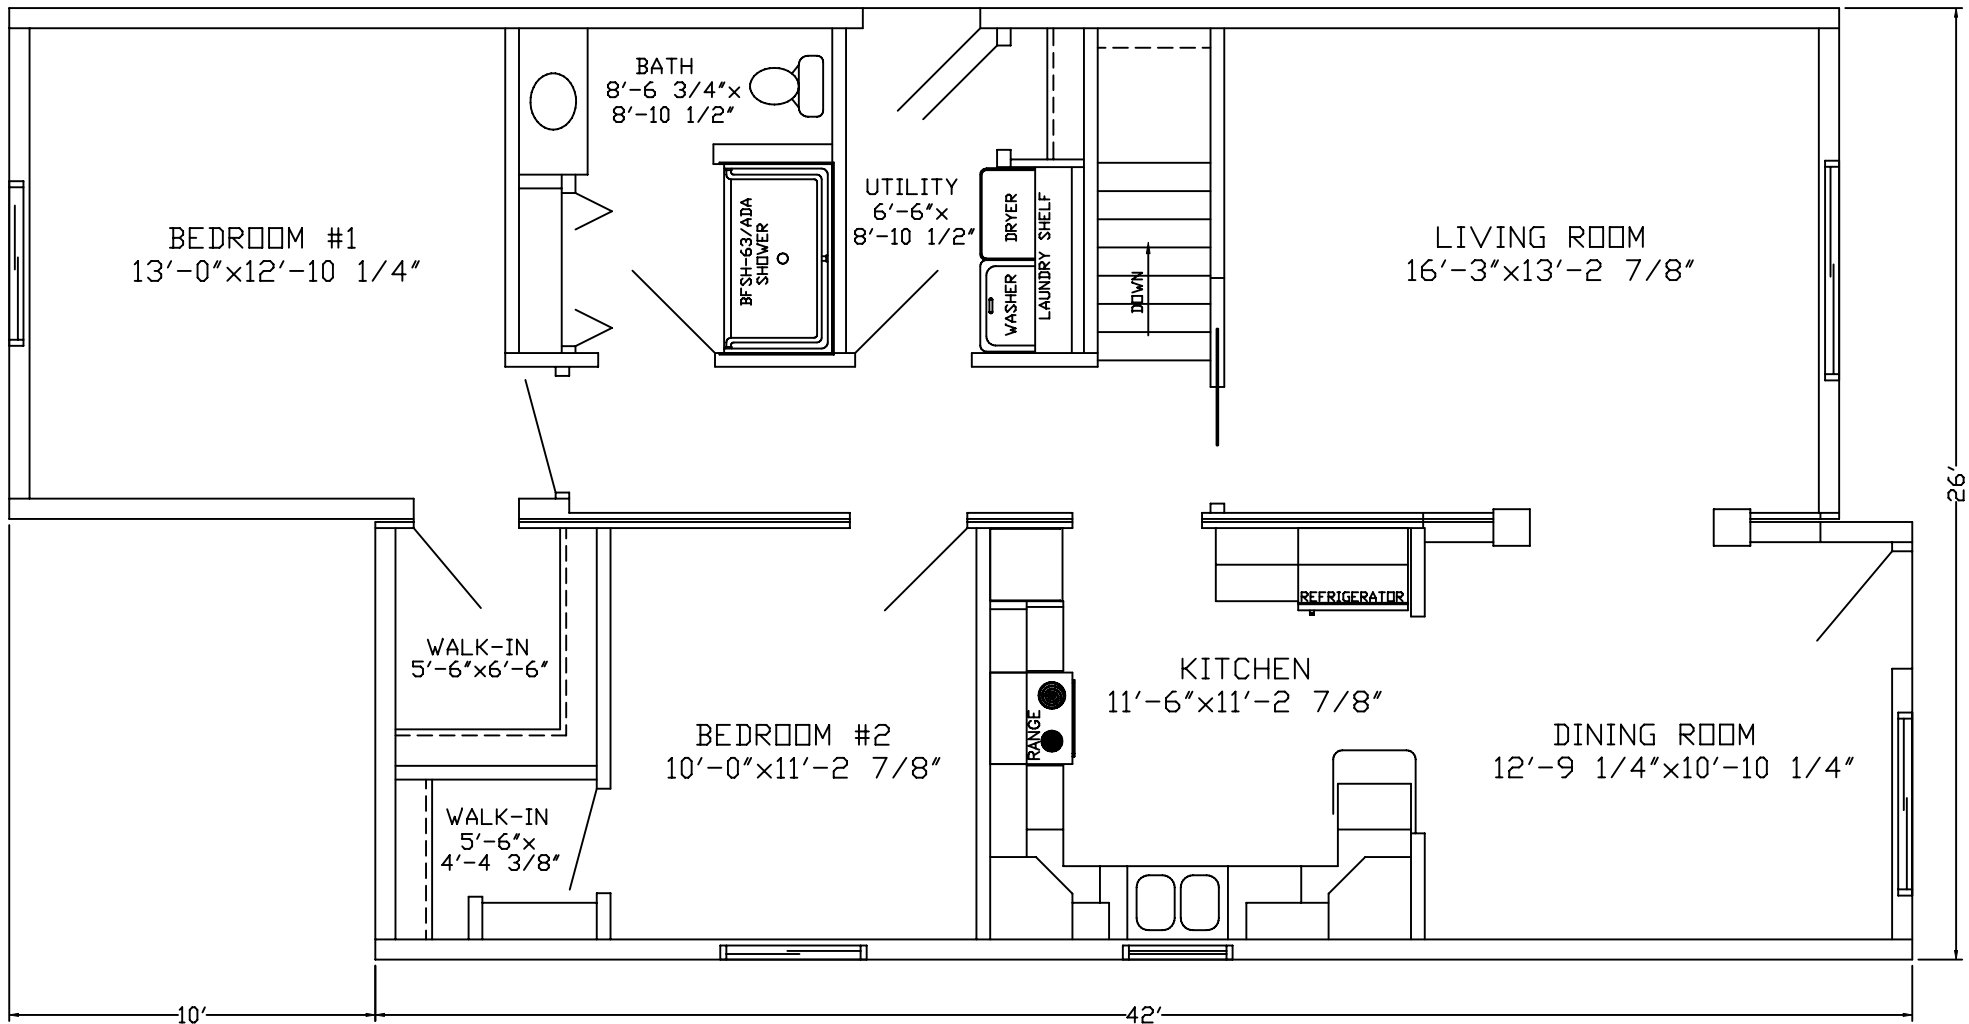 BATH
8'-6 3/4"x
8'-10 1/2"
UTILITY
6'-6"x
8'-10 1/2"
BFSH-63/ADA
SHOWER
DRYER
WASHER
LAUNDRY SHELF
DOWN
BEDROOM #1
13'-0"x12'-10 1/4"
LIVING ROOM
16'-3"x13'-2 7/8"
26'
REFRIGERATOR
WALK-IN
5'-6"x6'-6"
KITCHEN
11'-6"x11'-2 7/8"
RANGE
BEDROOM #2
10'-0"x11'-2 7/8"
DINING ROOM
12'-9 1/4"x10'-10 1/4"
WALK-IN
5'-6"x
4'-4 3/8"
10'
42'